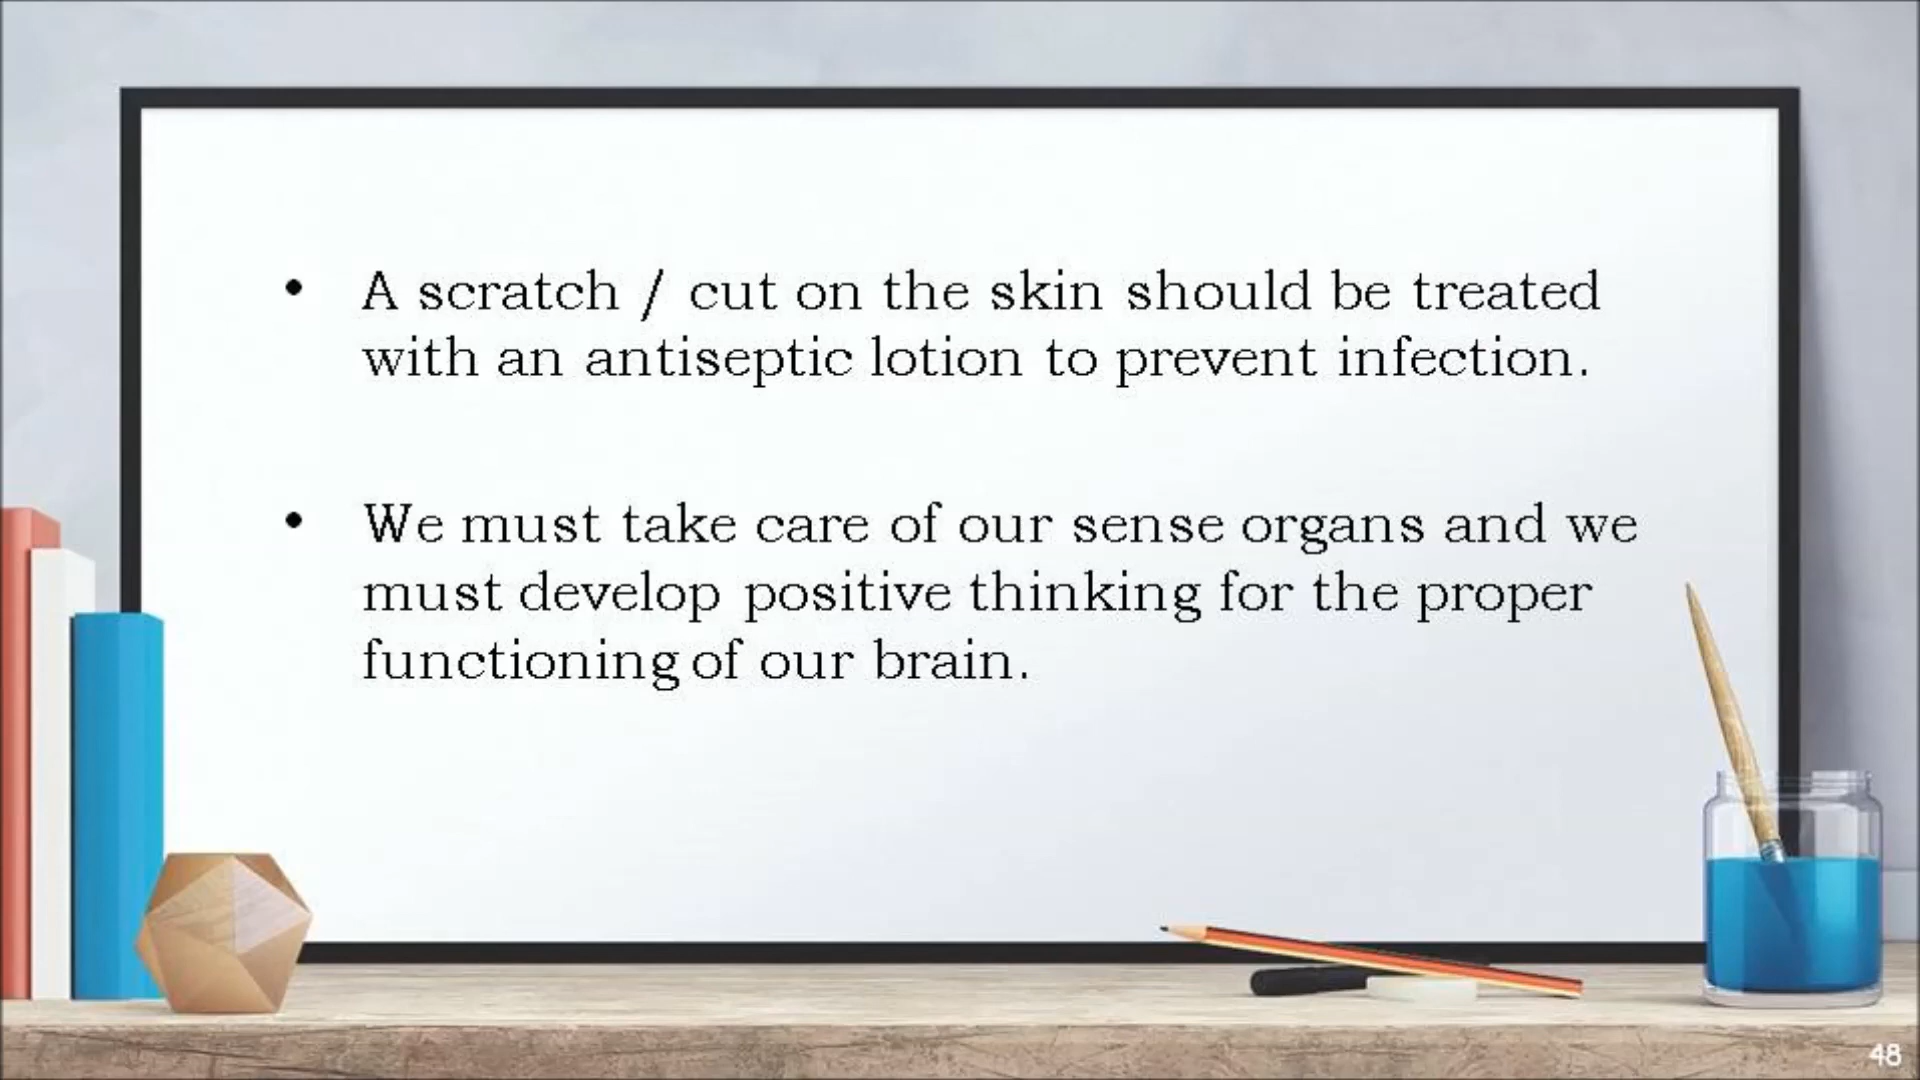 • A scratch / cut on the skin should be treated
with an antiseptic lotion to prevent infection.
• We must take care of our sense organs and we
must develop positive thinking for the proper
functioning of our brain.
48